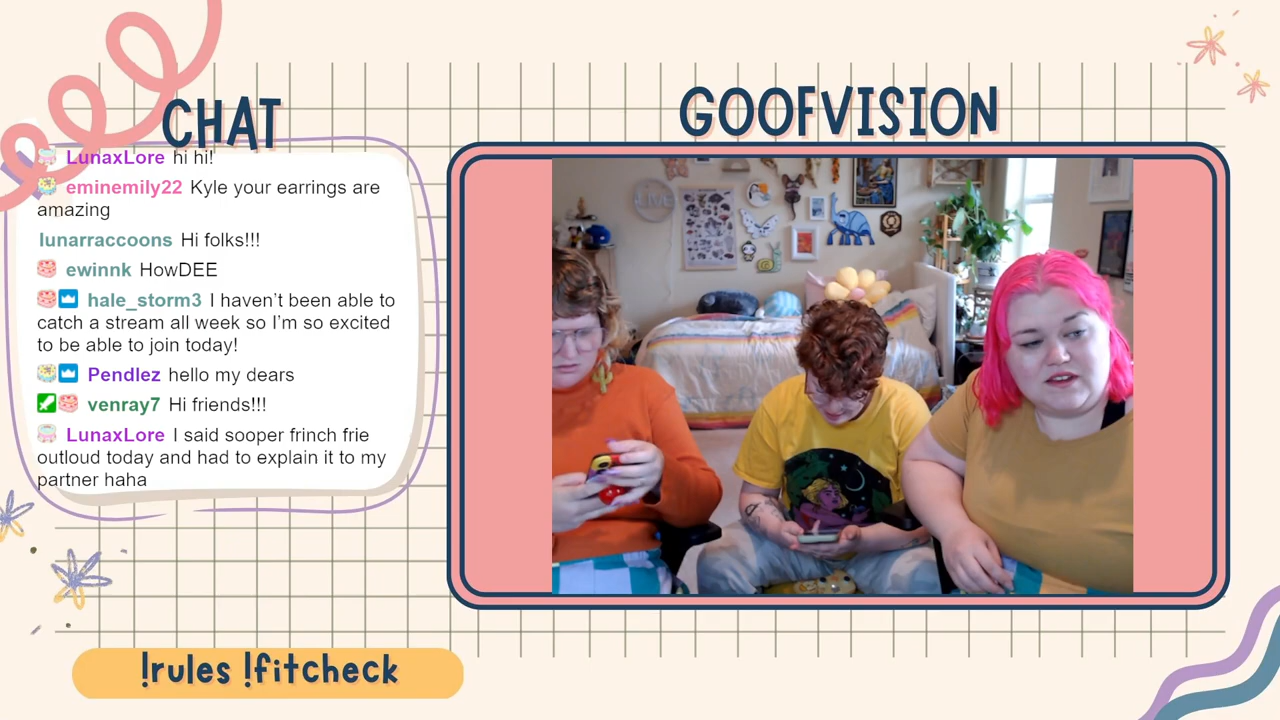 CHAT
GOOFVISION
LunaxLore hi hi!
eminemily22 Kyle your earrings are
amazing
lunarraccoons Hi folks!!!
ewinnk HowDEE
hale_storm3 I haven't been able to
catch a stream all week so I'm so excited
to be able to join today!
Pendlez hello my dears
venray7 Hi friends!!!
LunaxLore I said sooper frinch frie
outloud today and had to explain it to my
partner haha
!rules !fitcheck